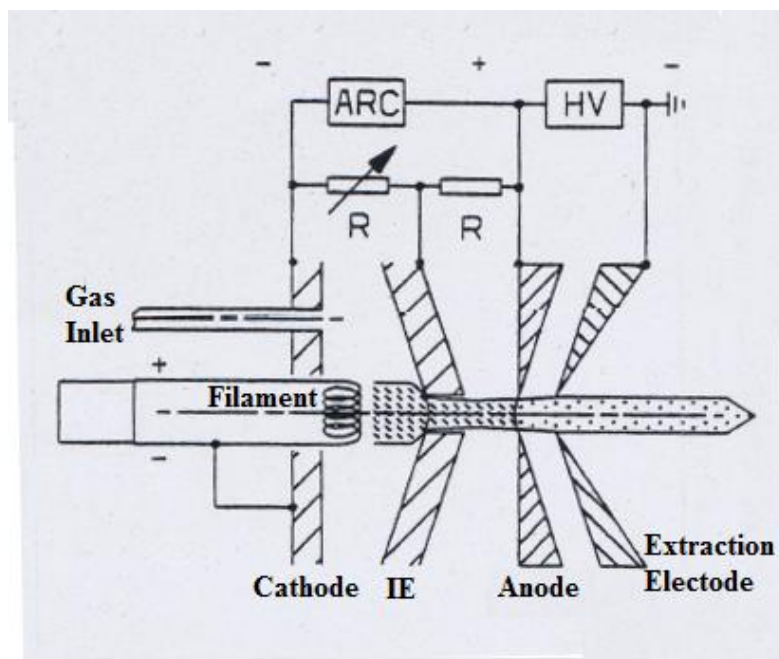 - + -
ARC HV
R R
Gas
Inlet
+
Filament
-
Cathode IE Anode
Extraction
Electode